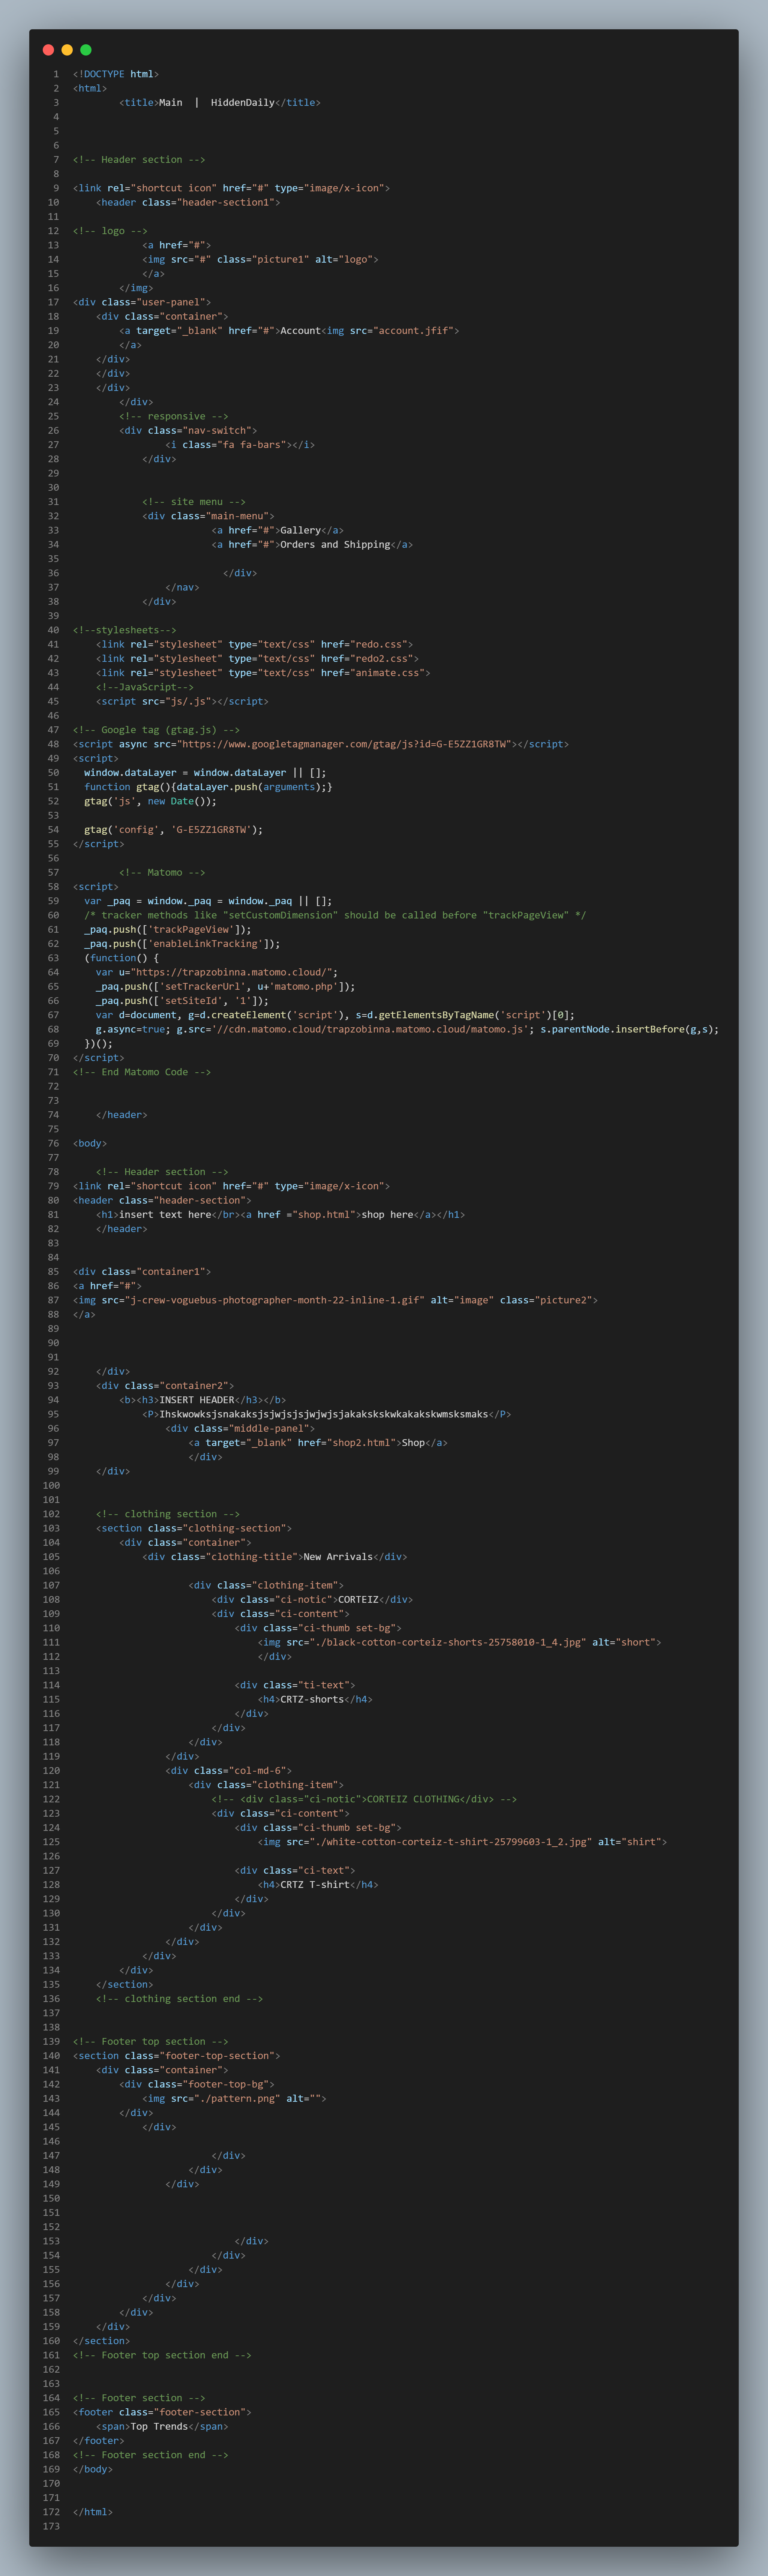 1 <!DOCTYPE html>
2 <html>
3         <title>Main  |  HiddenDaily</title>
4
5
6
7 <!-- Header section -->
8
9 <link rel="shortcut icon" href="#" type="image/x-icon">
10     <header class="header-section1">
11
12 <!-- logo -->
13             <a href="#">
14             <img src="#" class="picture1" alt="logo">
15             </a>
16         </img>
17 <div class="user-panel">
18     <div class="container">
19         <a target="_blank" href="#">Account<img src="account.jfif">
20         </a>
21     </div>
22     </div>
23     </div>
24         </div>
25         <!-- responsive -->
26         <div class="nav-switch">
27                 <i class="fa fa-bars"></i>
28             </div>
29
30
31             <!-- site menu -->
32             <div class="main-menu">
33                         <a href="#">Gallery</a>
34                         <a href="#">Orders and Shipping</a>
35
36                           </div>
37                 </nav>
38             </div>
39
40 <!--stylesheets-->
41     <link rel="stylesheet" type="text/css" href="redo.css">
42     <link rel="stylesheet" type="text/css" href="redo2.css">
43     <link rel="stylesheet" type="text/css" href="animate.css">
44     <!--JavaScript-->
45     <script src="js/.js"></script>
46
47 <!-- Google tag (gtag.js) -->
48 <script async src="https://www.googletagmanager.com/gtag/js?id=G-E5ZZ1GR8TW"></script>
49 <script>
50   window.dataLayer = window.dataLayer || [];
51   function gtag(){dataLayer.push(arguments);}
52   gtag('js', new Date());
53
54   gtag('config', 'G-E5ZZ1GR8TW');
55 </script>
56
57         <!-- Matomo -->
58 <script>
59   var _paq = window._paq = window._paq || [];
60   /* tracker methods like "setCustomDimension" should be called before "trackPageView" */
61   _paq.push(['trackPageView']);
62   _paq.push(['enableLinkTracking']);
63   (function() {
64     var u="https://trapzobinna.matomo.cloud/";
65     _paq.push(['setTrackerUrl', u+'matomo.php']);
66     _paq.push(['setSiteId', '1']);
67     var d=document, g=d.createElement('script'), s=d.getElementsByTagName('script')[0];
68     g.async=true; g.src='//cdn.matomo.cloud/trapzobinna.matomo.cloud/matomo.js'; s.parentNode.insertBefore(g,s);
69   })();
70 </script>
71 <!-- End Matomo Code -->
72
73
74     </header>
75
76 <body>
77
78     <!-- Header section -->
79 <link rel="shortcut icon" href="#" type="image/x-icon">
80 <header class="header-section">
81     <h1>insert text here</br><a href ="shop.html">shop here</a></h1>
82     </header>
83
84
85 <div class="container1">
86 <a href="#">
87 <img src="j-crew-voguebus-photographer-month-22-inline-1.gif" alt="image" class="picture2">
88 </a>
89
90
91
92     </div>
93     <div class="container2">
94         <b><h3>INSERT HEADER</h3></b>
95             <P>Ihskwowksjsnakaksjsjwjsjsjwjwjsjakakskskwkakakskwmsksmaks</P>
96                 <div class="middle-panel">
97                     <a target="_blank" href="shop2.html">Shop</a>
98                     </div>
99     </div>
100
101
102     <!-- clothing section -->
103     <section class="clothing-section">
104         <div class="container">
105             <div class="clothing-title">New Arrivals</div>
106
107                     <div class="clothing-item">
108                         <div class="ci-notic">CORTEIZ</div>
109                         <div class="ci-content">
110                             <div class="ci-thumb set-bg">
111                                 <img src="./black-cotton-corteiz-shorts-25758010-1_4.jpg" alt="short">
112                                 </div>
113
114                             <div class="ti-text">
115                                 <h4>CRTZ-shorts</h4>
116                             </div>
117                         </div>
118                     </div>
119                 </div>
120                 <div class="col-md-6">
121                     <div class="clothing-item">
122                         <!-- <div class="ci-notic">CORTEIZ CLOTHING</div> -->
123                         <div class="ci-content">
124                             <div class="ci-thumb set-bg">
125                                 <img src="./white-cotton-corteiz-t-shirt-25799603-1_2.jpg" alt="shirt">
126
127                             <div class="ci-text">
128                                 <h4>CRTZ T-shirt</h4>
129                             </div>
130                         </div>
131                     </div>
132                 </div>
133             </div>
134         </div>
135     </section>
136     <!-- clothing section end -->
137
138
139 <!-- Footer top section -->
140 <section class="footer-top-section">
141     <div class="container">
142         <div class="footer-top-bg">
143             <img src="./pattern.png" alt="">
144         </div>
145             </div>
146
147                         </div>
148                     </div>
149                 </div>
150
151
152
153                             </div>
154                         </div>
155                     </div>
156                 </div>
157             </div>
158         </div>
159     </div>
160 </section>
161 <!-- Footer top section end -->
162
163
164 <!-- Footer section -->
165 <footer class="footer-section">
166     <span>Top Trends</span>
167 </footer>
168 <!-- Footer section end -->
169 </body>
170
171
172 </html>
173